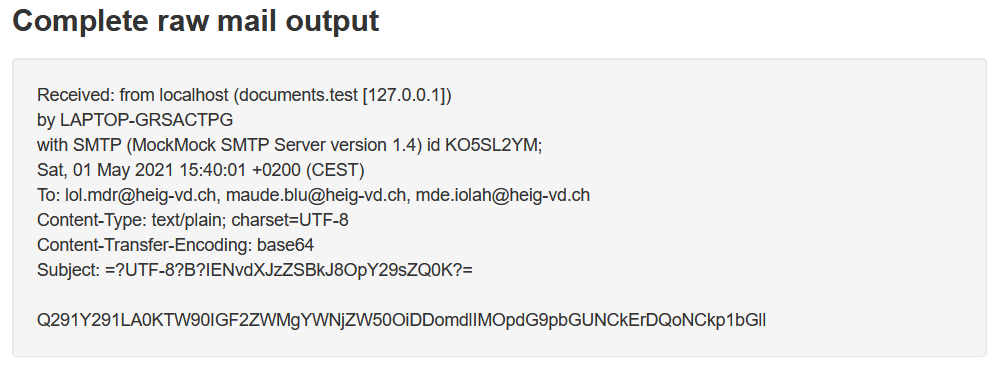 Complete raw mail output
Received: from localhost (documents.test [127.0.0.1])
by LAPTOP-GRSACTPG
with SMTP (MockMock SMTP Server version 1.4) id KO5SL2YM;
Sat, 01 May 2021 15:40:01 +0200 (CEST)
To: lol.mdr@heig-vd.ch, maude.blu@heig-vd.ch, mde.iolah@heig-vd.ch
Content-Type: text/plain; charset=UTF-8
Content-Transfer-Encoding: base64
Subject: =?UTF-8?B?IENvdXJzZSBkJ8OpY29sZQ0K?=
Q291Y291LA0KTW90IGF2ZWMgYWNjZW50OiDDomdlIMOpdG9pbGUNCkErDQoNCkp1bGll